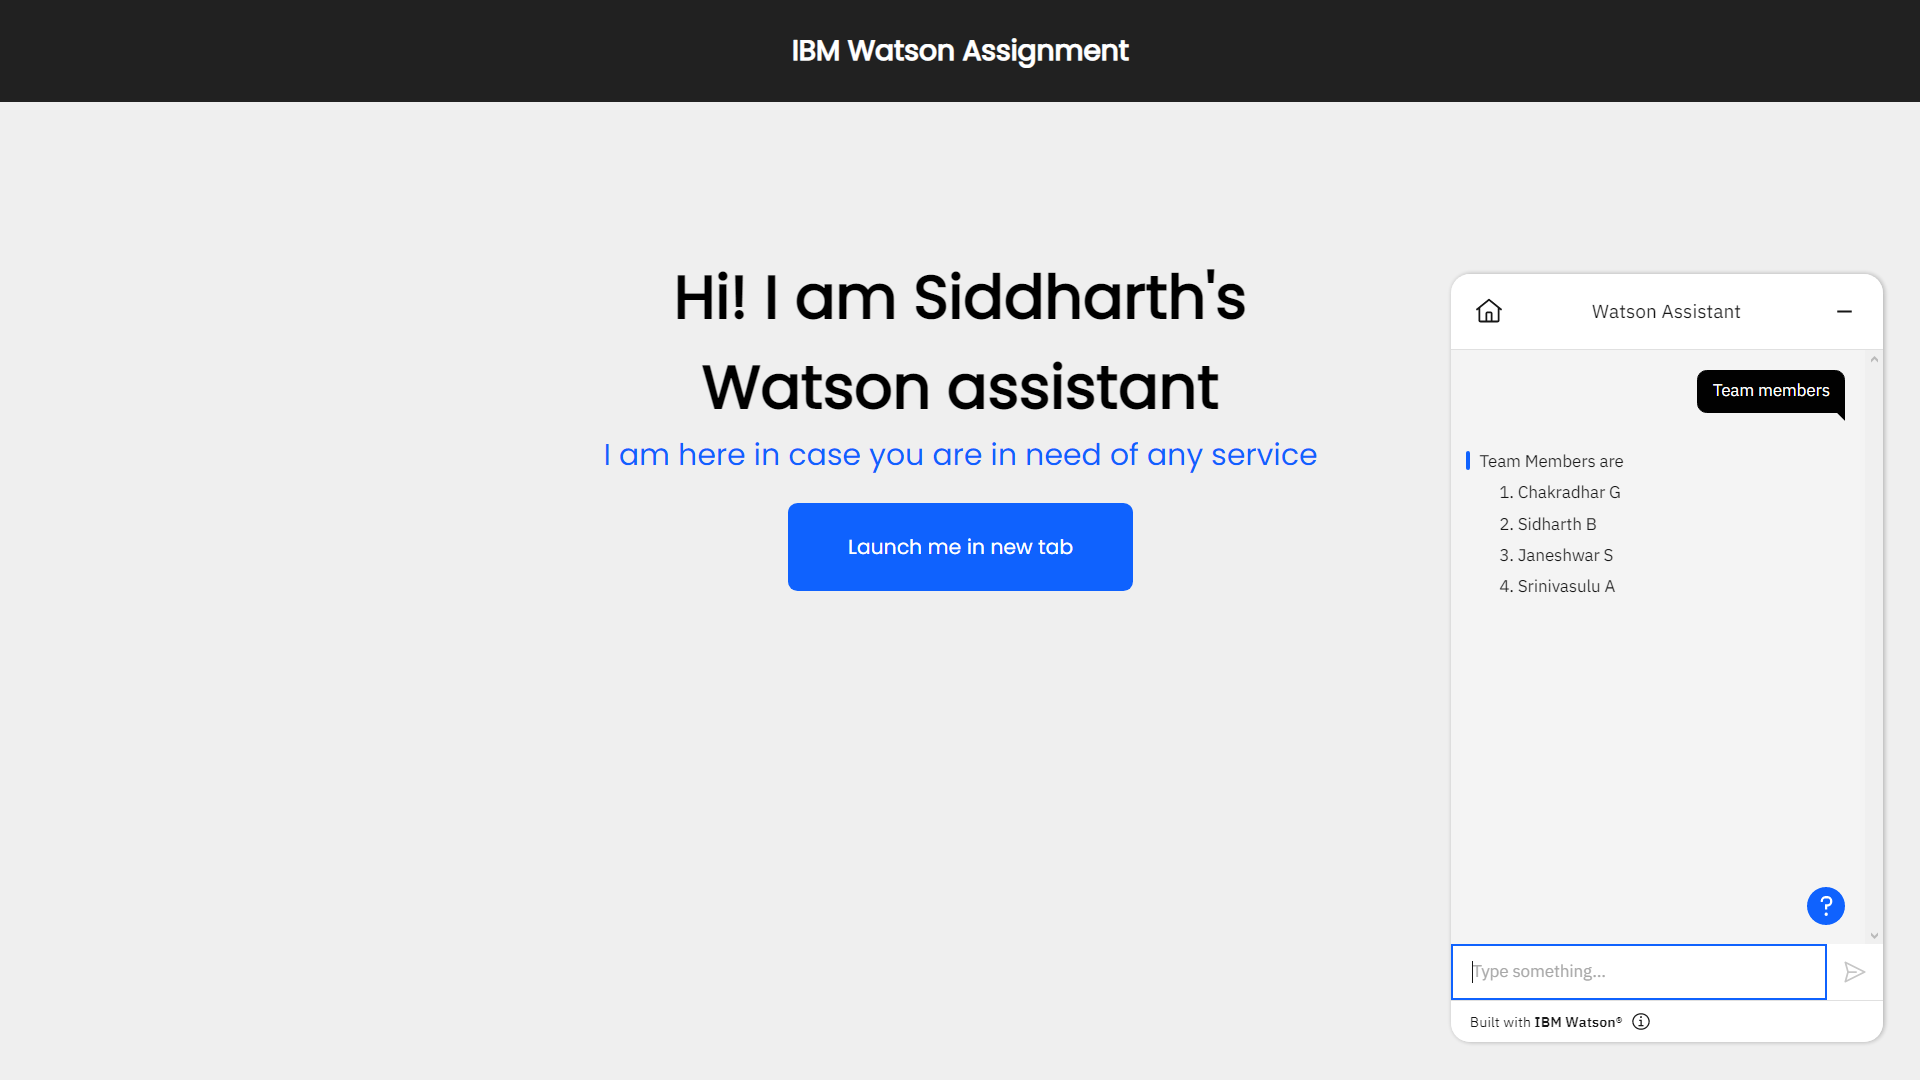 IBM Watson Assignment
Hi! I am Siddharth's
Watson assistant
I am here in case you are in need of any service
Launch me in new tab
Watson Assistant
Team members
Team Members are
1. Chakradhar G
2. Sidharth B
3. Janeshwar S
4. Srinivasulu A
?
Type something...
Built with IBM Watson®